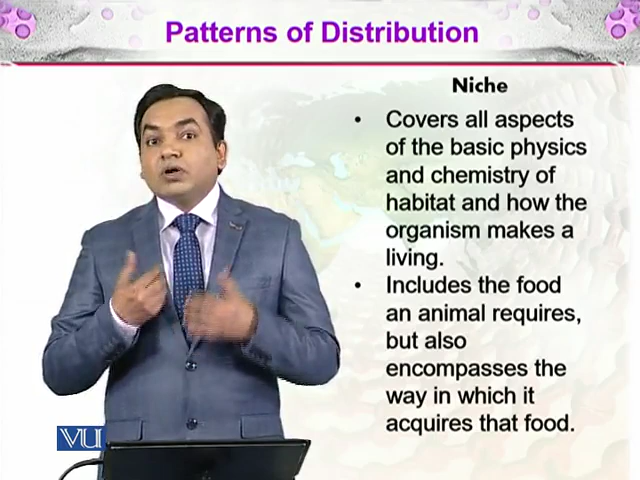 Patterns of Distribution
Niche
• Covers all aspects
of the basic physics
and chemistry of
habitat and how the
organism makes a
living.
• Includes the food
an animal requires,
but also
encompasses the
way in which it
acquires that food.
VU